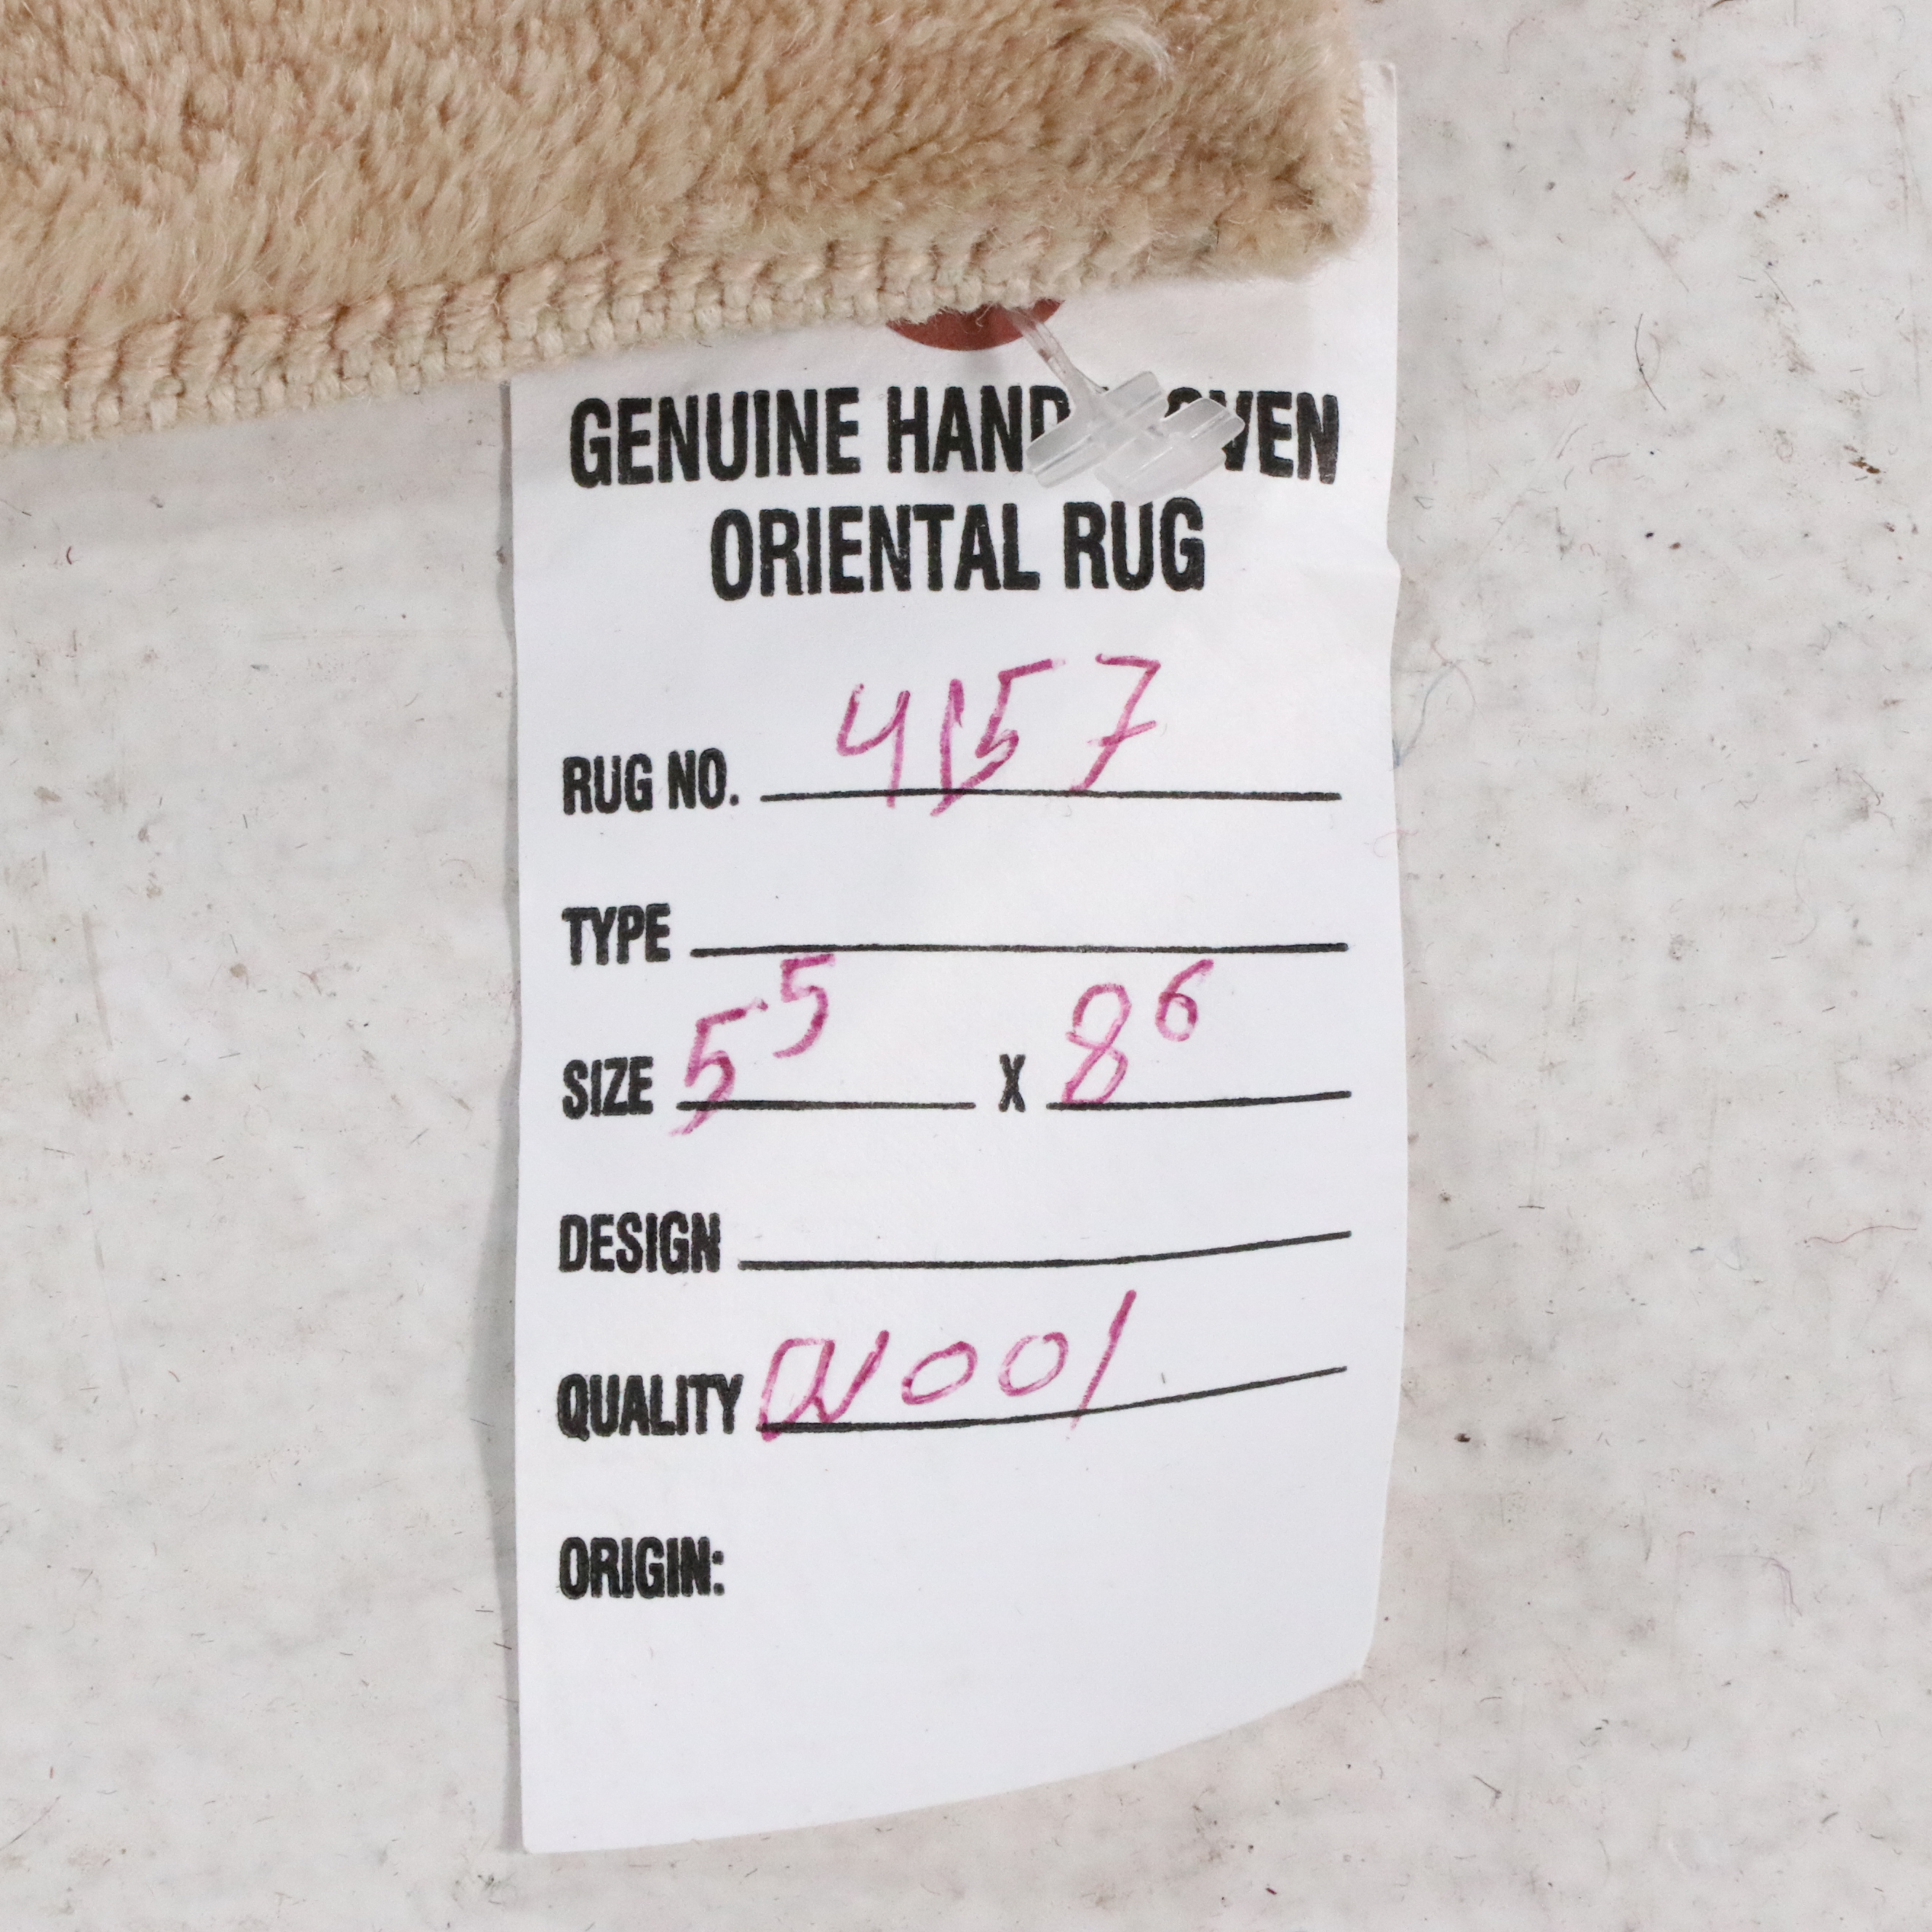 GENUINE HAND WOVEN
ORIENTAL RUG
RUG NO. 4157
TYPE
SIZE 5⁵ X 8⁶
DESIGN
QUALITY Wool
ORIGIN: